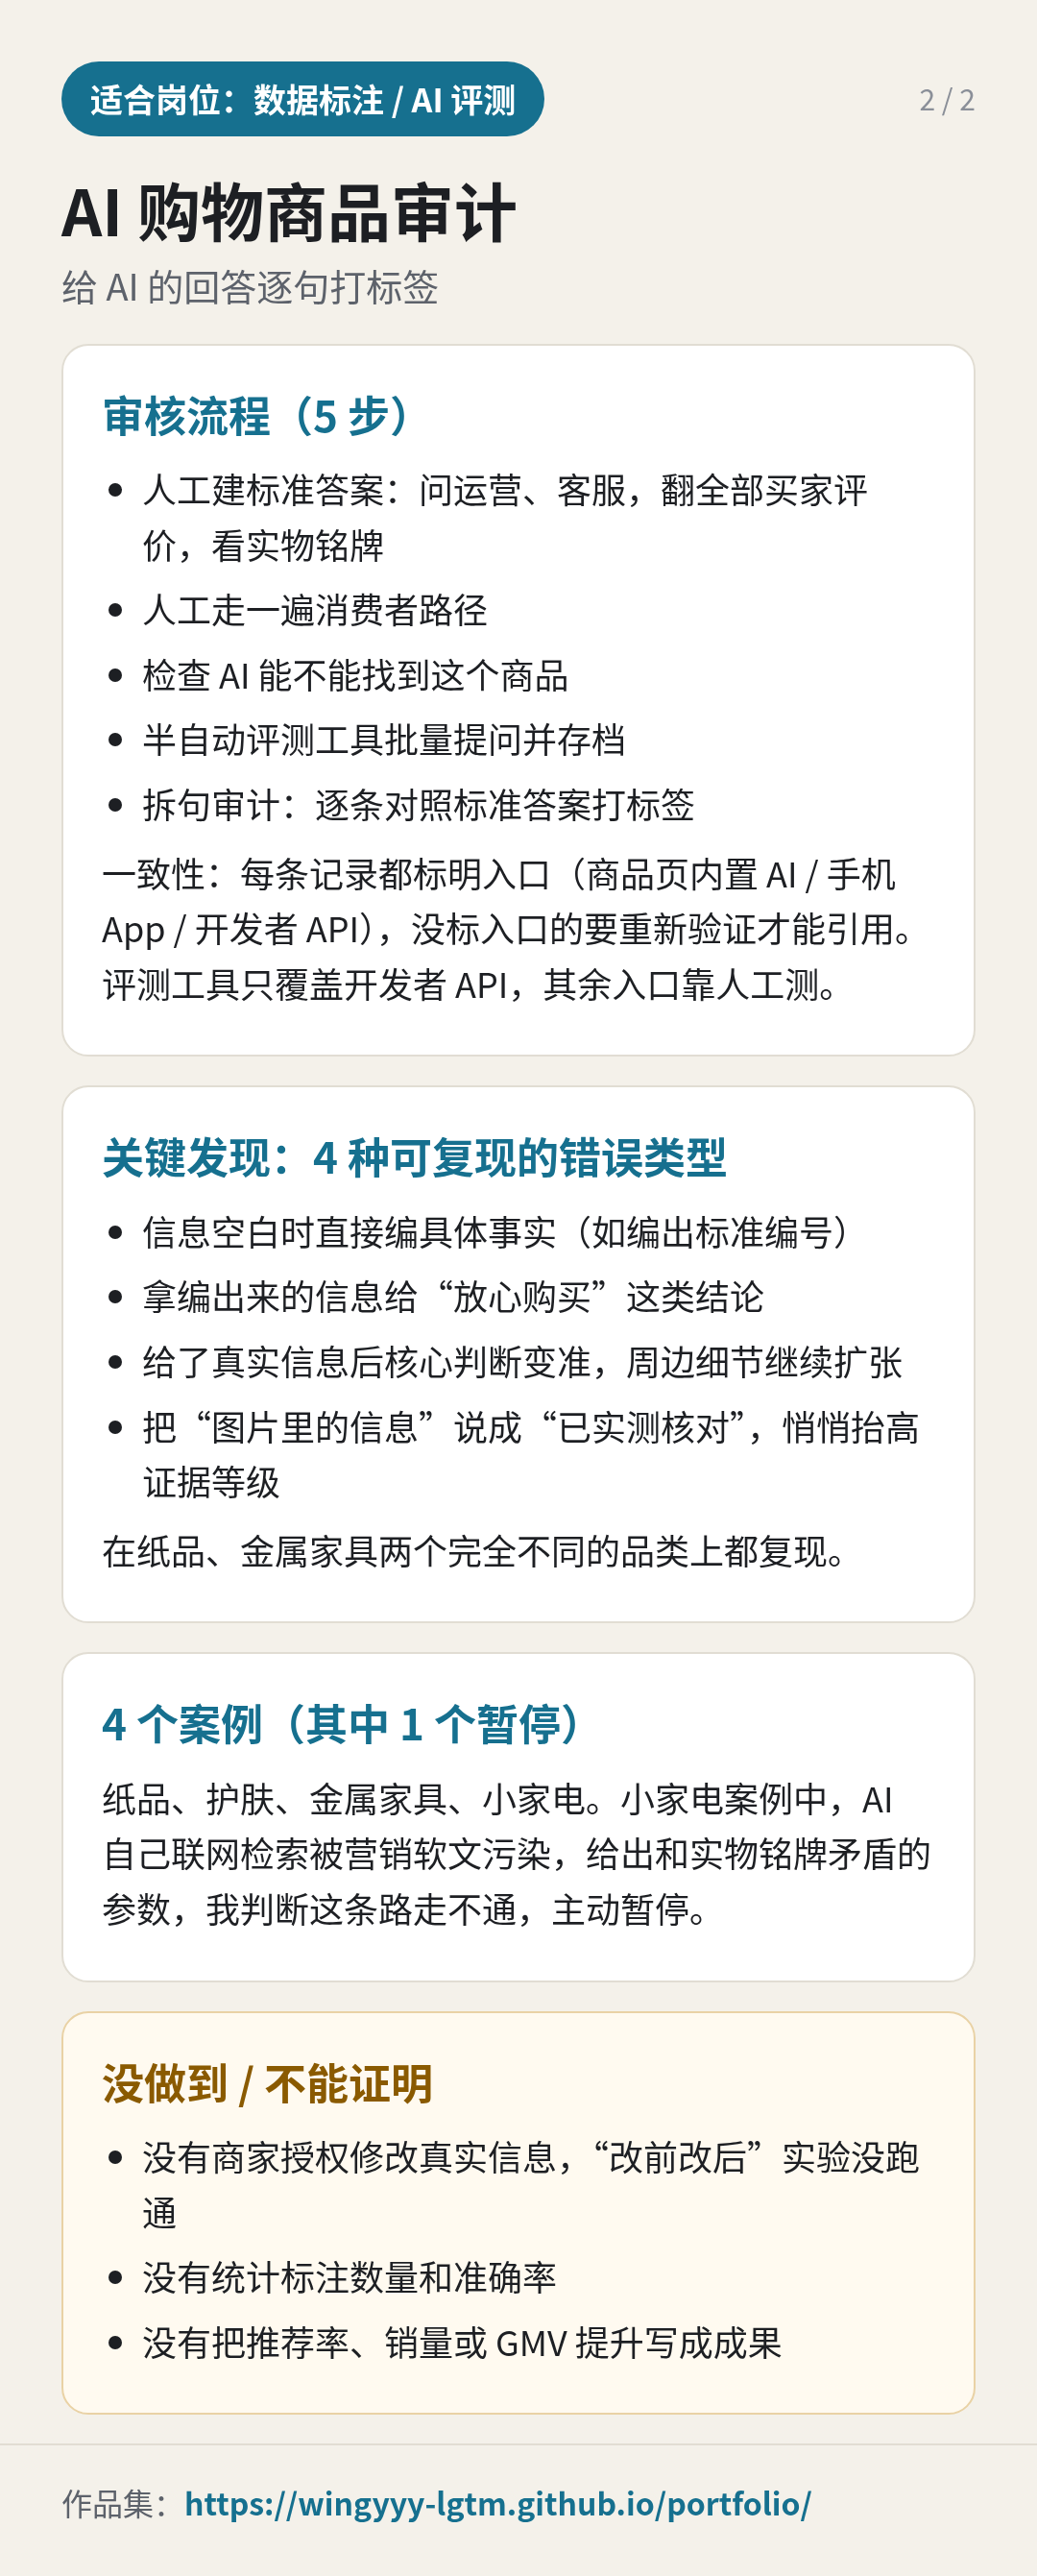 适合岗位：数据标注 / AI 评测
2 / 2
AI 购物商品审计
给 AI 的回答逐句打标签
审核流程（5 步）
• 人工建标准答案：问运营、客服，翻全部买家评
价，看实物铭牌
• 人工走一遍消费者路径
• 检查 AI 能不能找到这个商品
• 半自动评测工具批量提问并存档
• 拆句审计：逐条对照标准答案打标签
一致性：每条记录都标明入口（商品页内置 AI / 手机
App / 开发者 API），没标入口的要重新验证才能引用。
评测工具只覆盖开发者 API，其余入口靠人工测。
关键发现：4 种可复现的错误类型
• 信息空白时直接编具体事实（如编出标准编号）
• 拿编出来的信息给“放心购买”这类结论
• 给了真实信息后核心判断变准，周边细节继续扩张
• 把“图片里的信息”说成“已实测核对”，悄悄抬高
证据等级
在纸品、金属家具两个完全不同的品类上都复现。
4 个案例（其中 1 个暂停）
纸品、护肤、金属家具、小家电。小家电案例中，AI
自己联网检索被营销软文污染，给出和实物铭牌矛盾的
参数，我判断这条路走不通，主动暂停。
没做到 / 不能证明
• 没有商家授权修改真实信息，“改前改后”实验没跑
通
• 没有统计标注数量和准确率
• 没有把推荐率、销量或 GMV 提升写成成果
作品集：https://wingyyy-lgtm.github.io/portfolio/